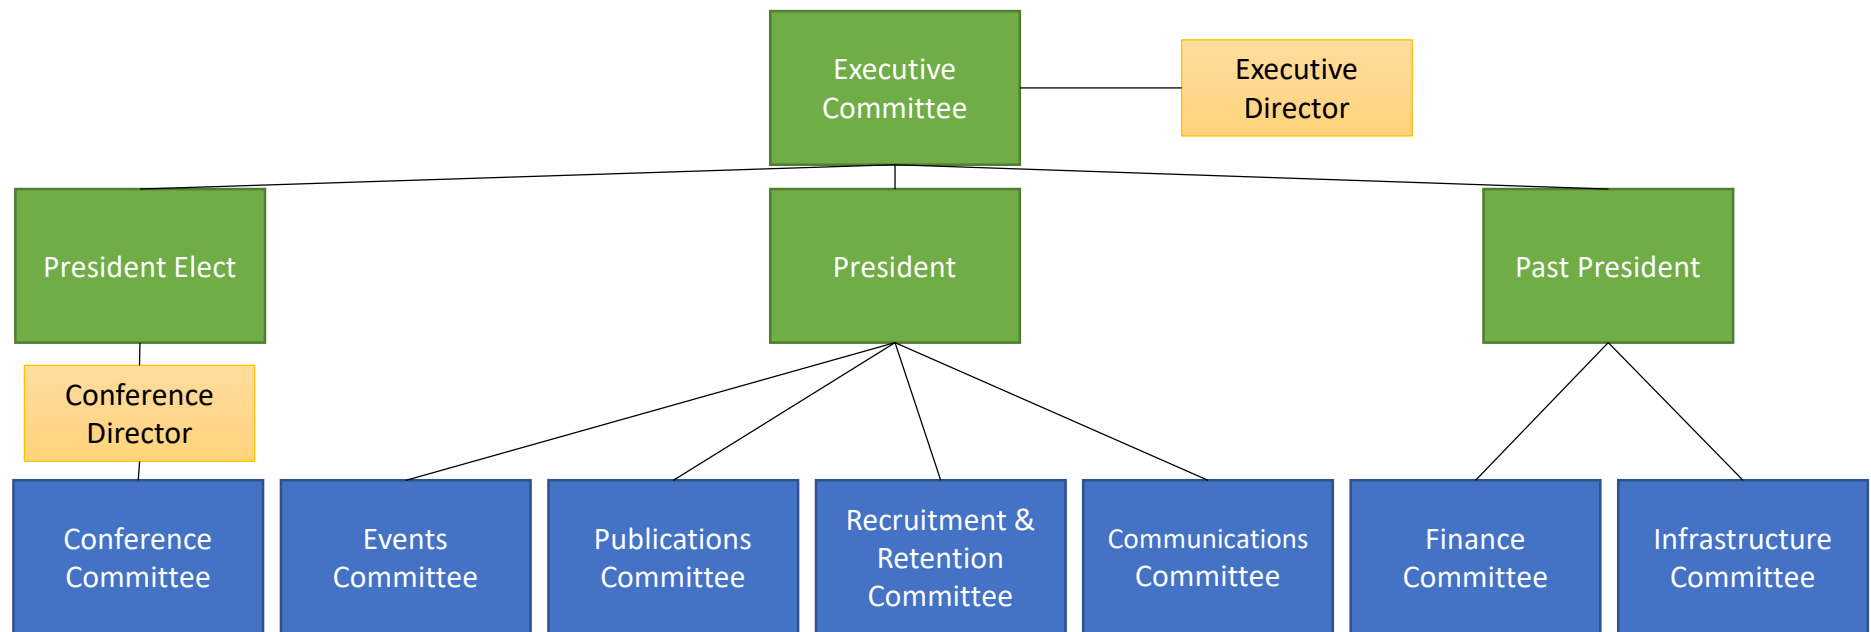 Executive
Committee
Executive
Director
President Elect
President
Past President
Conference
Director
Conference
Committee
Events
Committee
Publications
Committee
Recruitment &
Retention
Committee
Communications
Committee
Finance
Committee
Infrastructure
Committee